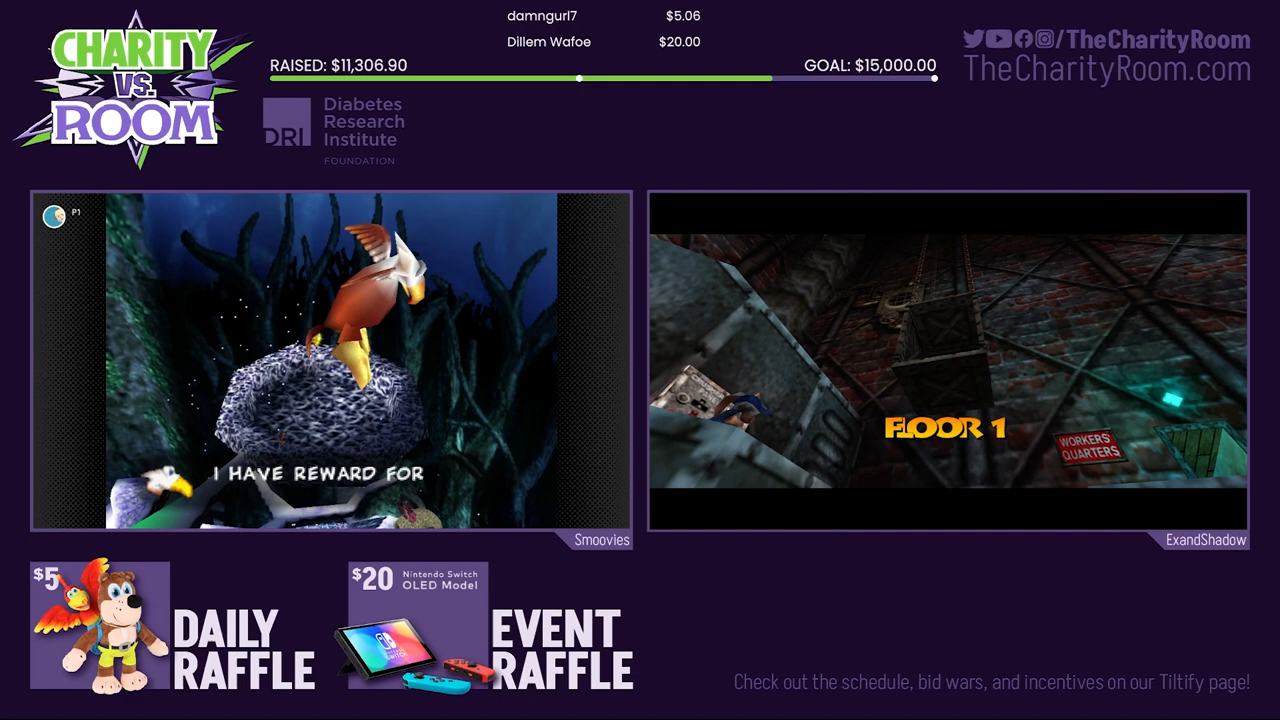 CHARITY
VS.
ROOM
damngurl7 $5.06
Dillem Wafoe $20.00
RAISED: $11,306.90 GOAL: $15,000.00
/TheCharityRoom
TheCharityRoom.com
DRI
Diabetes
Research
Institute
FOUNDATION
P1
I HAVE REWARD FOR
FLOOR 1
WORKERS'
QUARTERS
Smoovies
ExandShadow
$5
DAILY
RAFFLE
$20 Nintendo Switch
OLED Model
EVENT
RAFFLE
Check out the schedule, bid wars, and incentives on our Tiltify page!